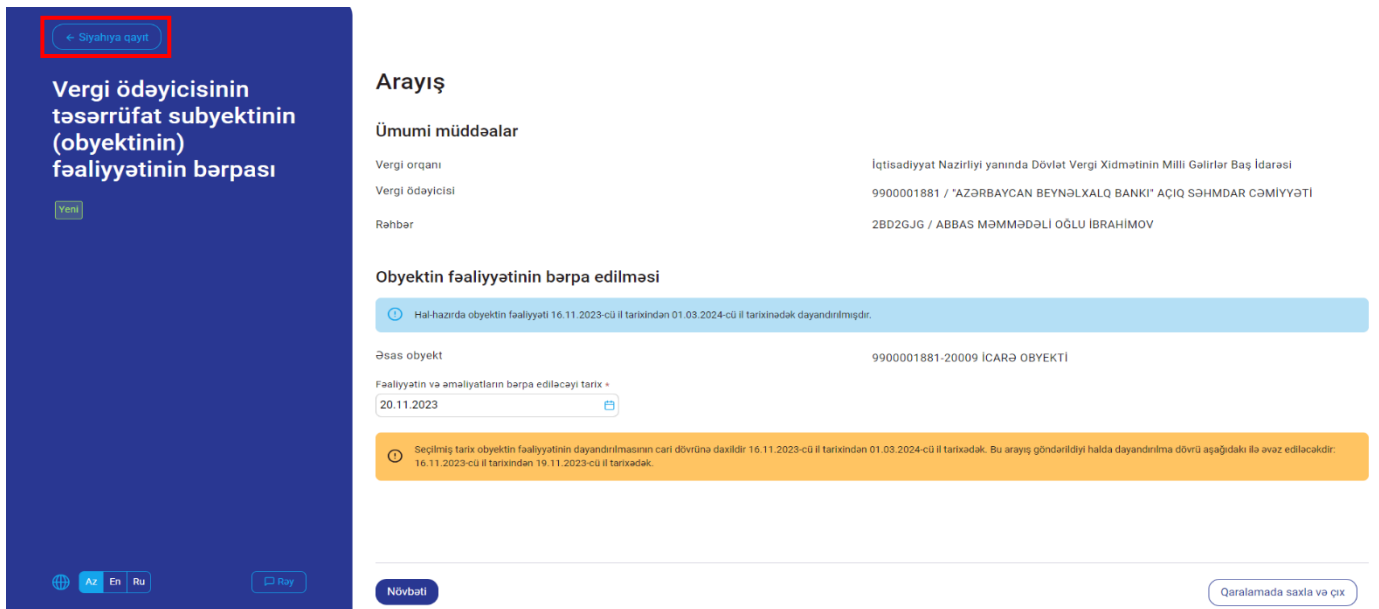 ← Siyahıya qayıt
Vergi ödəyicisinin
təsərrüfat subyektinin
(obyektinin)
fəaliyyətinin bərpası
Yeni
Az En Ru
Rəy
Arayış
Ümumi müddəalar
Vergi orqanı
İqtisadiyyat Nazirliyi yanında Dövlət Vergi Xidmətinin Milli Gəlirlər Baş İdarəsi
Vergi ödəyicisi
9900001881 / "AZƏRBAYCAN BEYNƏLXALQ BANKI" AÇIQ SƏHMDAR CƏMİYYƏTİ
Rəhbər
2BD2GJG / ABBAS MƏMMƏDƏLİ OĞLU İBRAHİMOV
Obyektin fəaliyyətinin bərpa edilməsi
Hal-hazırda obyektin fəaliyyəti 16.11.2023-cü il tarixindən 01.03.2024-cü il tarixinədək dayandırılmışdır.
Əsas obyekt
9900001881-20009 İCARƏ OBYEKTİ
Fəaliyyətin və əməliyatların bərpa ediləcəyi tarix *
20.11.2023
Seçilmiş tarix obyektin fəaliyyətinin dayandırılmasının cari dövrünə daxildir 16.11.2023-cü il tarixindən 01.03.2024-cü il tarixədək. Bu arayış göndərildiyi halda dayandırılma dövrü aşağıdakı ilə əvəz ediləcəkdir:
16.11.2023-cü il tarixindən 19.11.2023-cü il tarixədək.
Növbəti
Qaralamada saxla və çıx